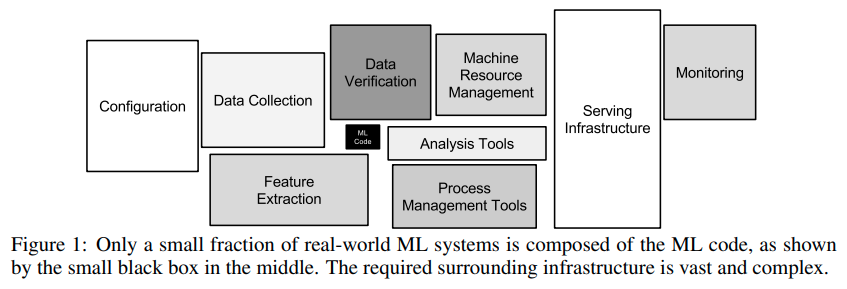 Configuration
Data Collection
Data
Verification
Machine
Resource
Management
Serving
Infrastructure
Monitoring
ML
Code
Analysis Tools
Feature
Extraction
Process
Management Tools
Figure 1: Only a small fraction of real-world ML systems is composed of the ML code, as shown
by the small black box in the middle. The required surrounding infrastructure is vast and complex.